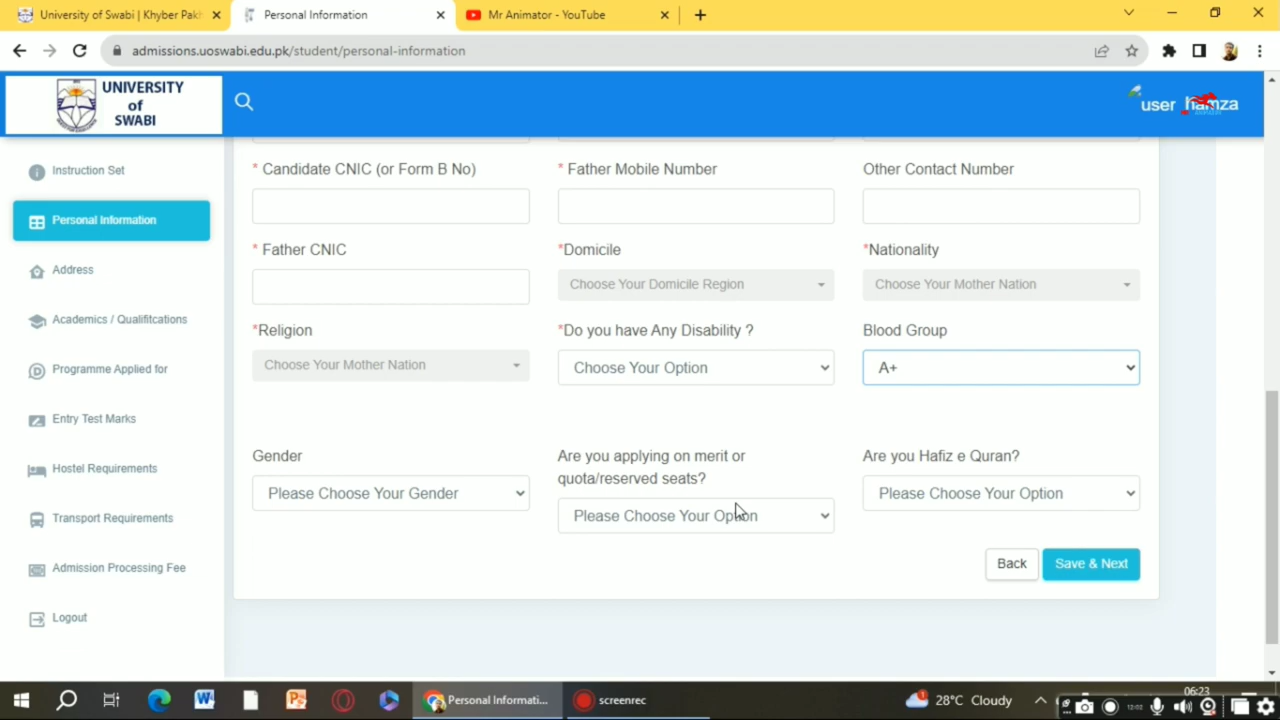 University of Swabi | Khyber Pakh
Personal Information
Mr Animator - YouTube
admissions.uoswabi.edu.pk/student/personal-information
UNIVERSITY
of
SWABI
user hamza
Instruction Set
Personal Information
Address
Academics / Qualifitcations
Programme Applied for
Entry Test Marks
Hostel Requirements
Transport Requirements
Admission Processing Fee
Logout
* Candidate CNIC (or Form B No)
* Father Mobile Number
Other Contact Number
* Father CNIC
*Domicile
*Nationality
Choose Your Domicile Region
Choose Your Mother Nation
*Religion
*Do you have Any Disability ?
Blood Group
Choose Your Mother Nation
Choose Your Option
A+
Gender
Are you applying on merit or
quota/reserved seats?
Are you Hafiz e Quran?
Please Choose Your Gender
Please Choose Your Option
Please Choose Your Option
Back
Save & Next
Personal Informati...
screenrec
28°C Cloudy
06:23